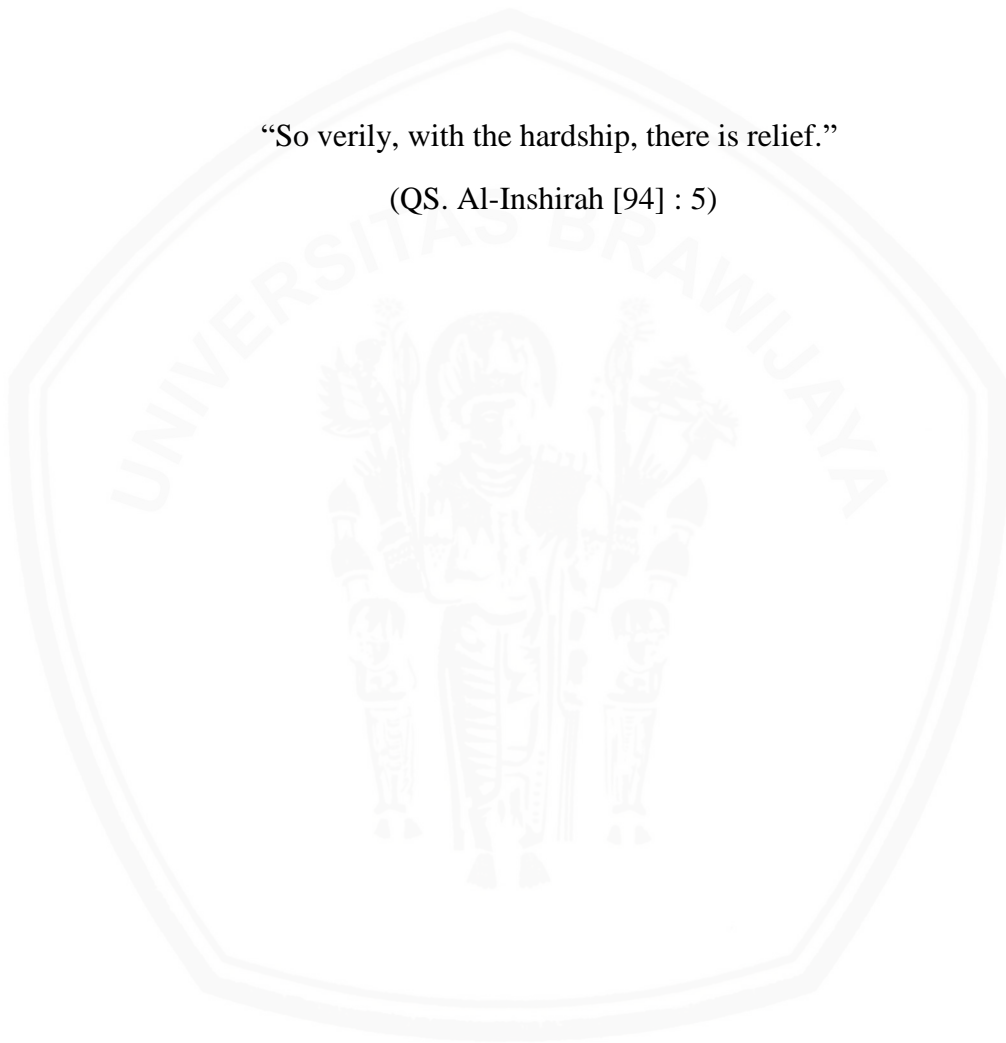 “So verily, with the hardship, there is relief.”
(QS. Al-Inshirah [94] : 5)
UNIVERSITAS BRAWIJAYA